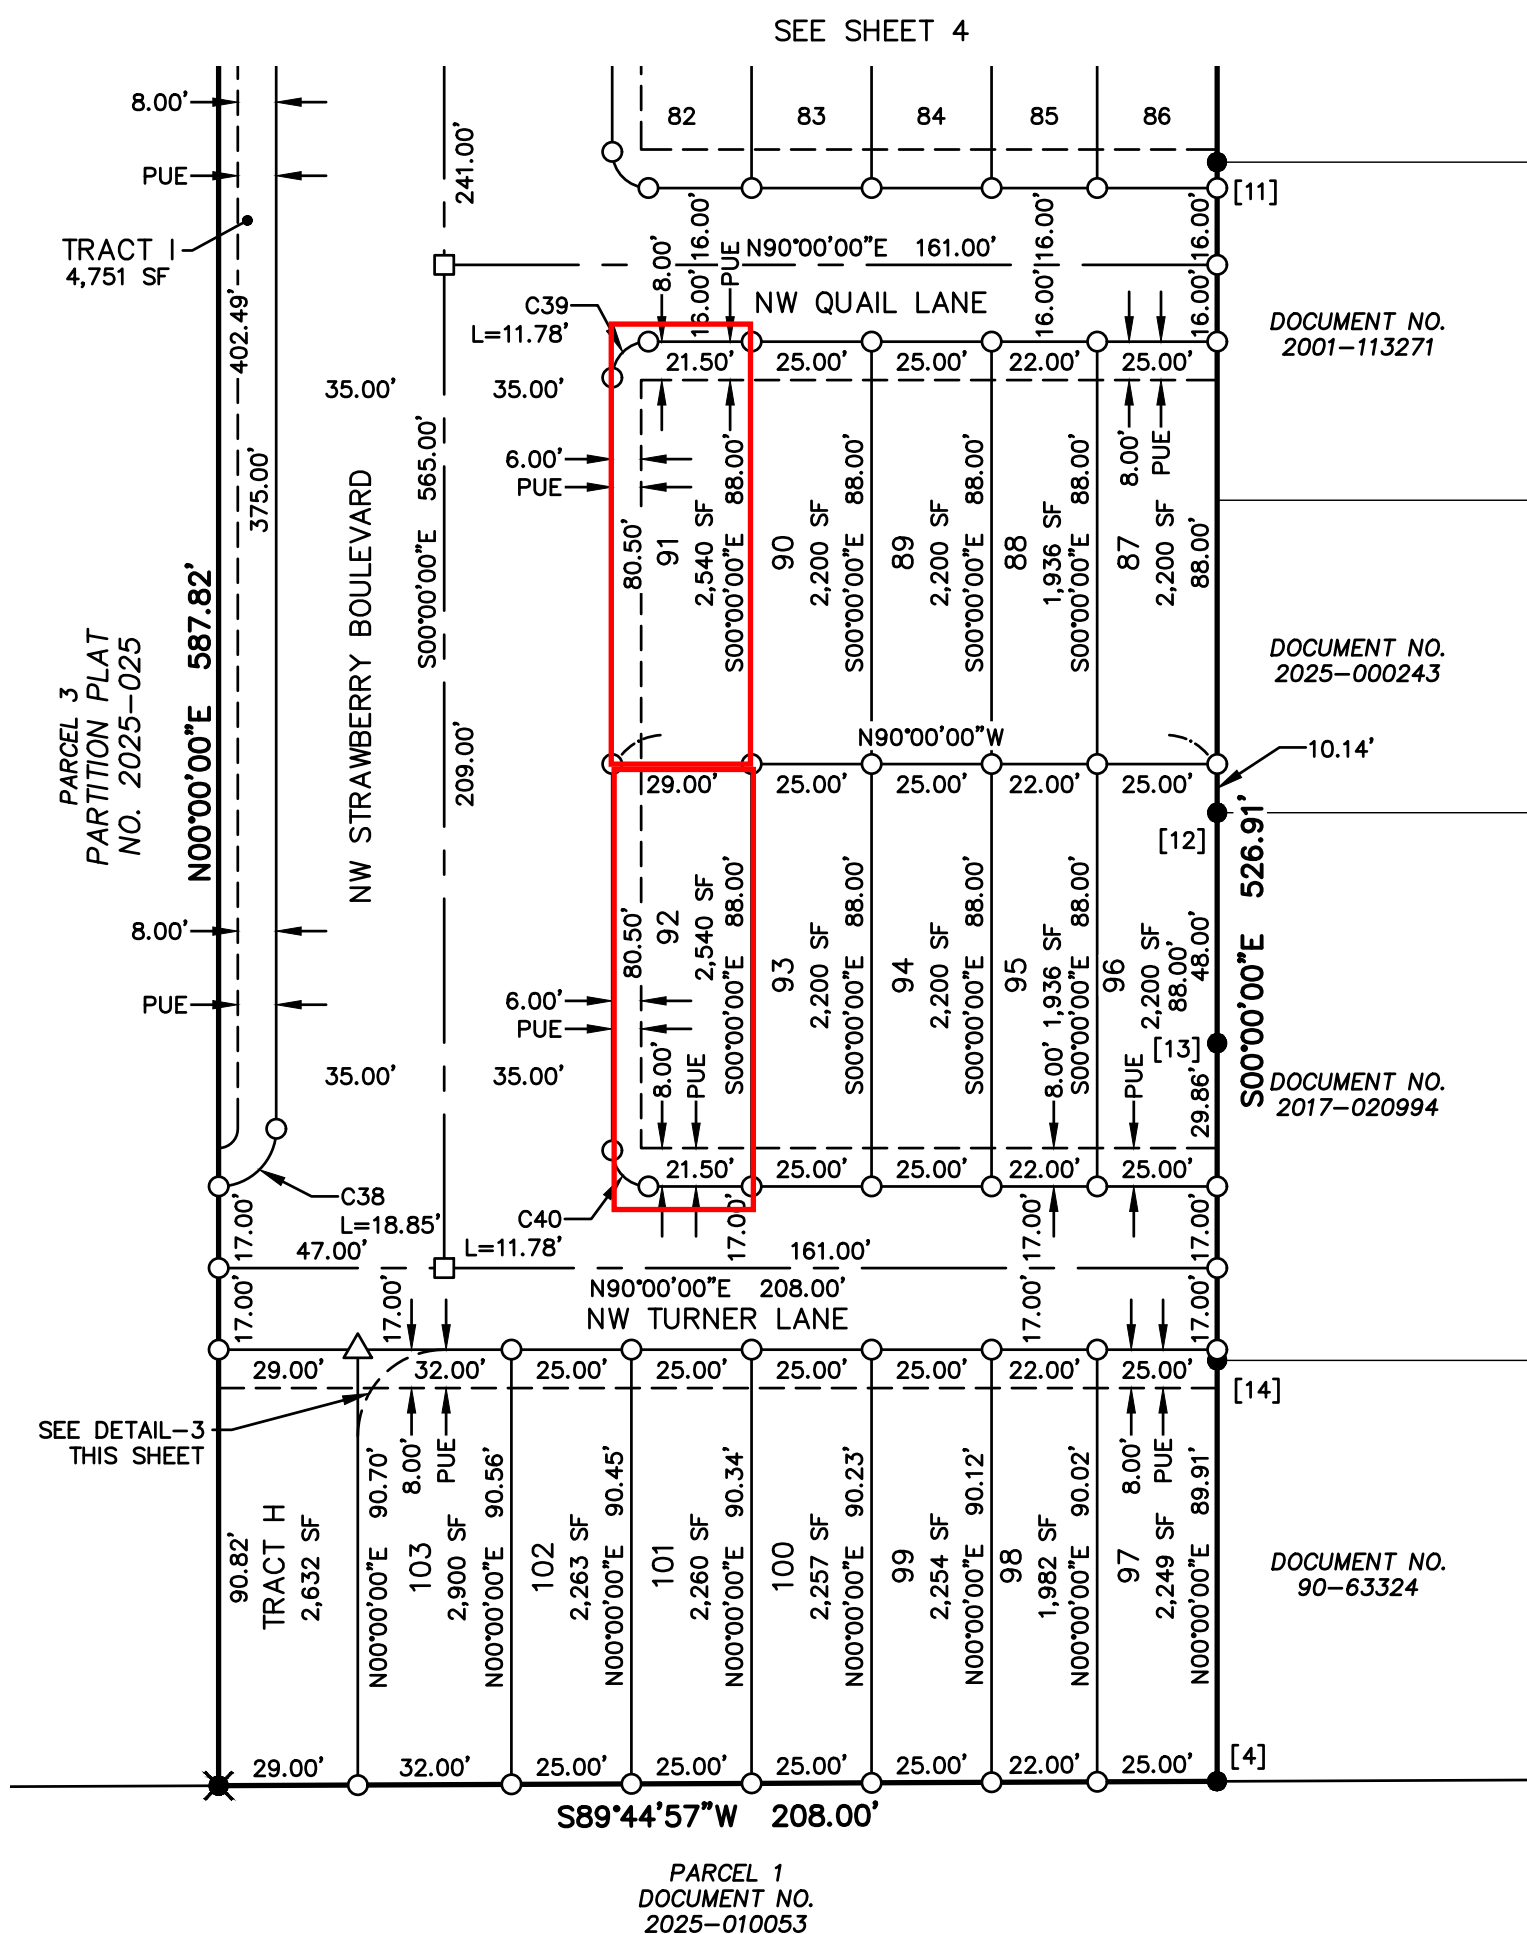 SEE SHEET 4
8.00'
PUE
TRACT I
4,751 SF
402.49'
375.00'
241.00'
82
83
84
85
86
[11]
16.00'
16.00'
16.00'
N90°00'00"E 161.00'
8.00'
16.00'
PUE
16.00'
16.00'
NW QUAIL LANE
C39
L=11.78'
21.50'
25.00'
25.00'
22.00'
25.00'
DOCUMENT NO.
2001-113271
35.00'
35.00'
S00°00'00"E 565.00'
NW STRAWBERRY BOULEVARD
6.00'
PUE
80.50'
91
2,540 SF
S00°00'00"E 88.00'
90
2,200 SF
S00°00'00"E 88.00'
89
2,200 SF
S00°00'00"E 88.00'
88
1,936 SF
S00°00'00"E 88.00'
8.00'
PUE
87
2,200 SF
88.00'
N00°00'00"E 587.82'
PARCEL 3
PARTITION PLAT
NO. 2025-025
DOCUMENT NO.
2025-000243
209.00'
N90°00'00"W
10.14'
29.00'
25.00'
25.00'
22.00'
25.00'
[12]
S00°00'00"E 526.91'
8.00'
PUE
80.50'
92
2,540 SF
S00°00'00"E 88.00'
93
2,200 SF
S00°00'00"E 88.00'
94
2,200 SF
S00°00'00"E 88.00'
95
1,936 SF
S00°00'00"E 88.00'
96
2,200 SF
88.00'
48.00'
6.00'
PUE
8.00'
PUE
8.00'
PUE
[13]
29.86'
DOCUMENT NO.
2017-020994
35.00'
35.00'
21.50'
25.00'
25.00'
22.00'
25.00'
C38
L=18.85'
C40
L=11.78'
17.00'
17.00'
17.00'
17.00'
47.00'
161.00'
N90°00'00"E 208.00'
NW TURNER LANE
17.00'
17.00'
17.00'
17.00'
29.00'
32.00'
25.00'
25.00'
25.00'
25.00'
22.00'
25.00'
[14]
SEE DETAIL-3
THIS SHEET
90.82'
TRACT H
2,632 SF
N00°00'00"E 90.70'
8.00'
PUE
103
2,900 SF
N00°00'00"E 90.56'
102
2,263 SF
N00°00'00"E 90.45'
101
2,260 SF
N00°00'00"E 90.34'
100
2,257 SF
N00°00'00"E 90.23'
99
2,254 SF
N00°00'00"E 90.12'
98
1,982 SF
N00°00'00"E 90.02'
8.00'
PUE
97
2,249 SF
N00°00'00"E 89.91'
DOCUMENT NO.
90-63324
29.00'
32.00'
25.00'
25.00'
25.00'
25.00'
22.00'
25.00'
[4]
S89°44'57"W 208.00'
PARCEL 1
DOCUMENT NO.
2025-010053